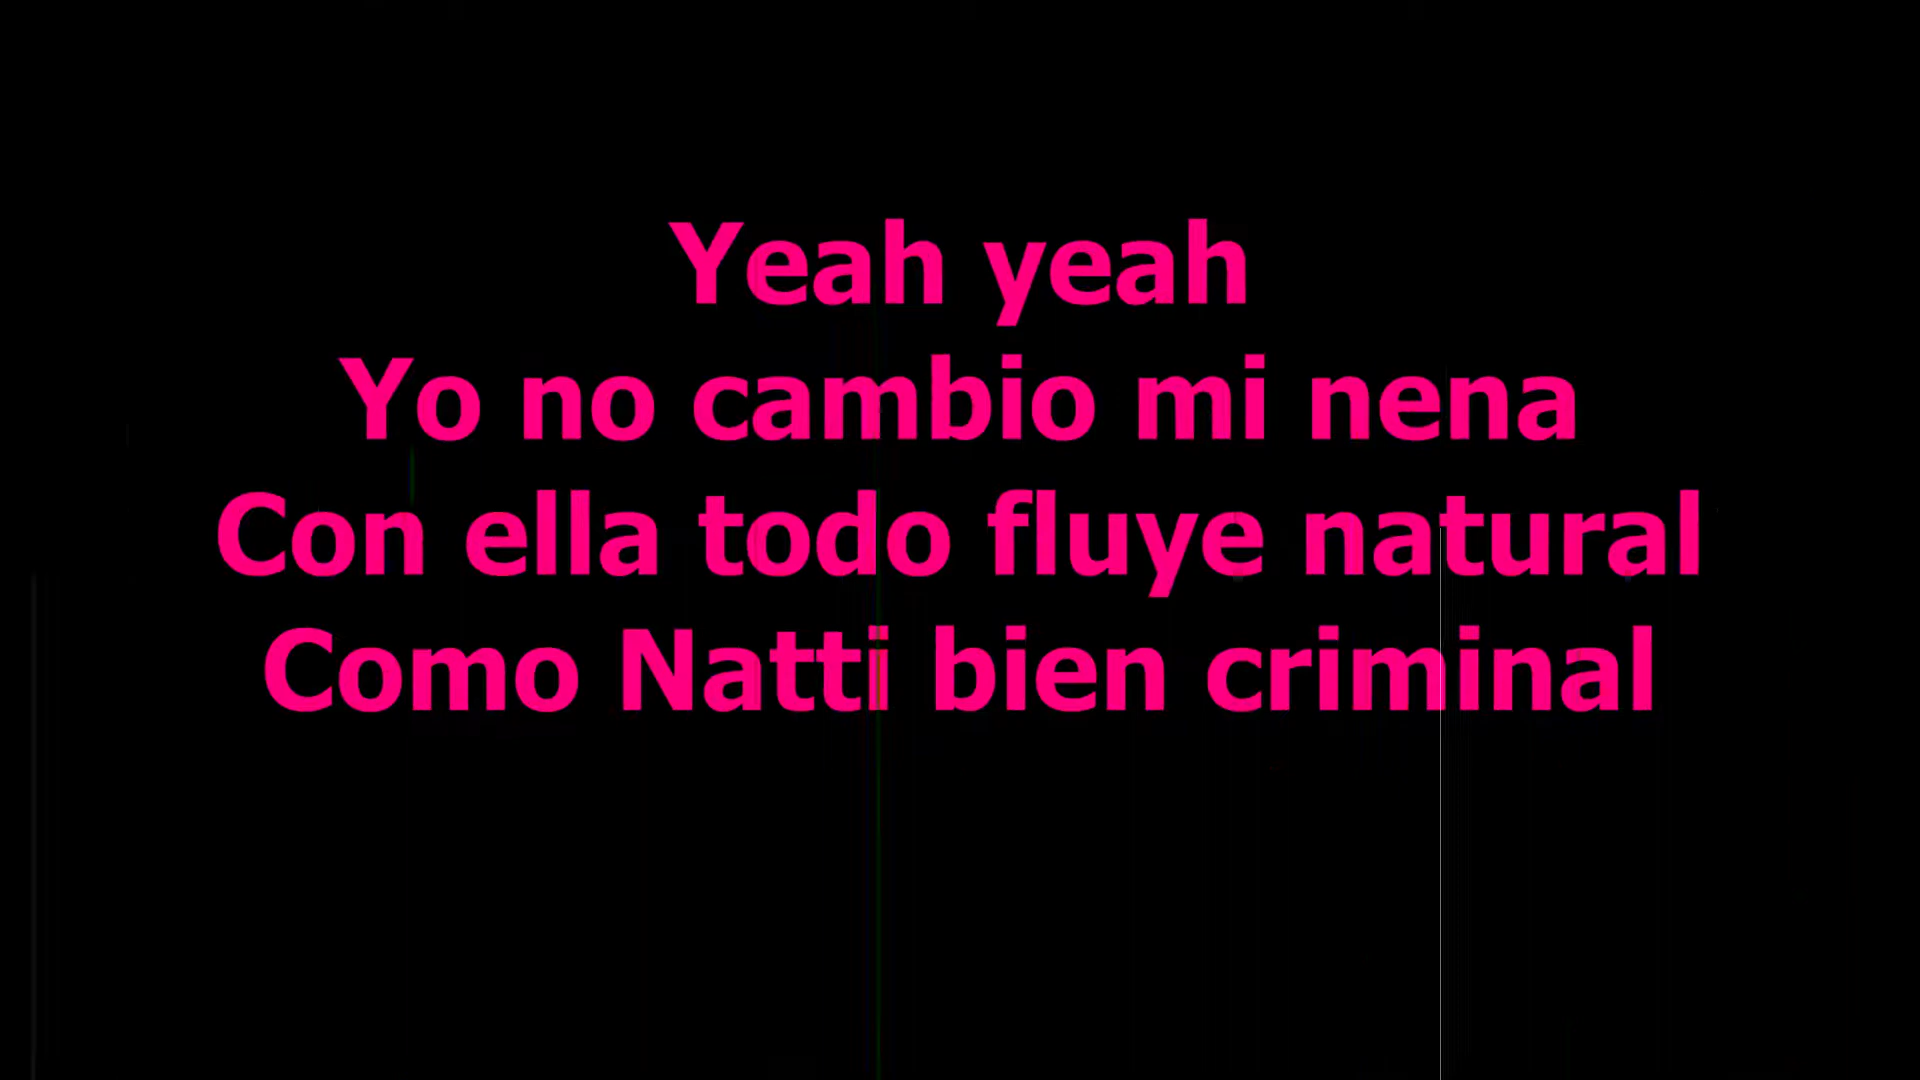 Yeah yeah
Yo no cambio mi nena
Con ella todo fluye natural
Como Natti bien criminal